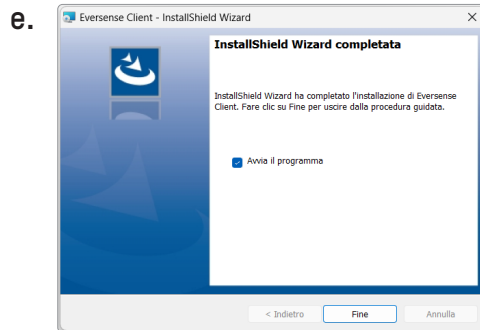 e.
Eversense Client - InstallShield Wizard
InstallShield Wizard completata
InstallShield Wizard ha completato l'installazione di Eversense
Client. Fare clic su Fine per uscire dalla procedura guidata.
Avvia il programma
< Indietro
Fine
Annulla